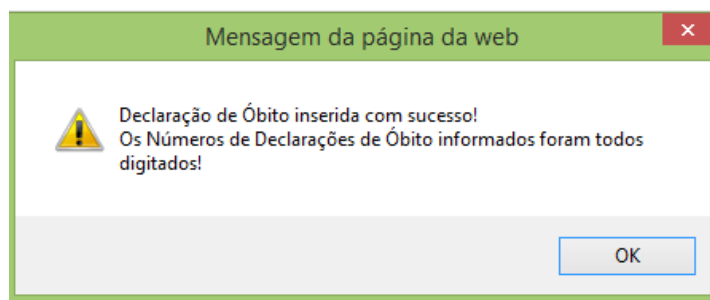 Mensagem da página da web
Declaração de Óbito inserida com sucesso!
Os Números de Declarações de Óbito informados foram todos
digitados!
OK